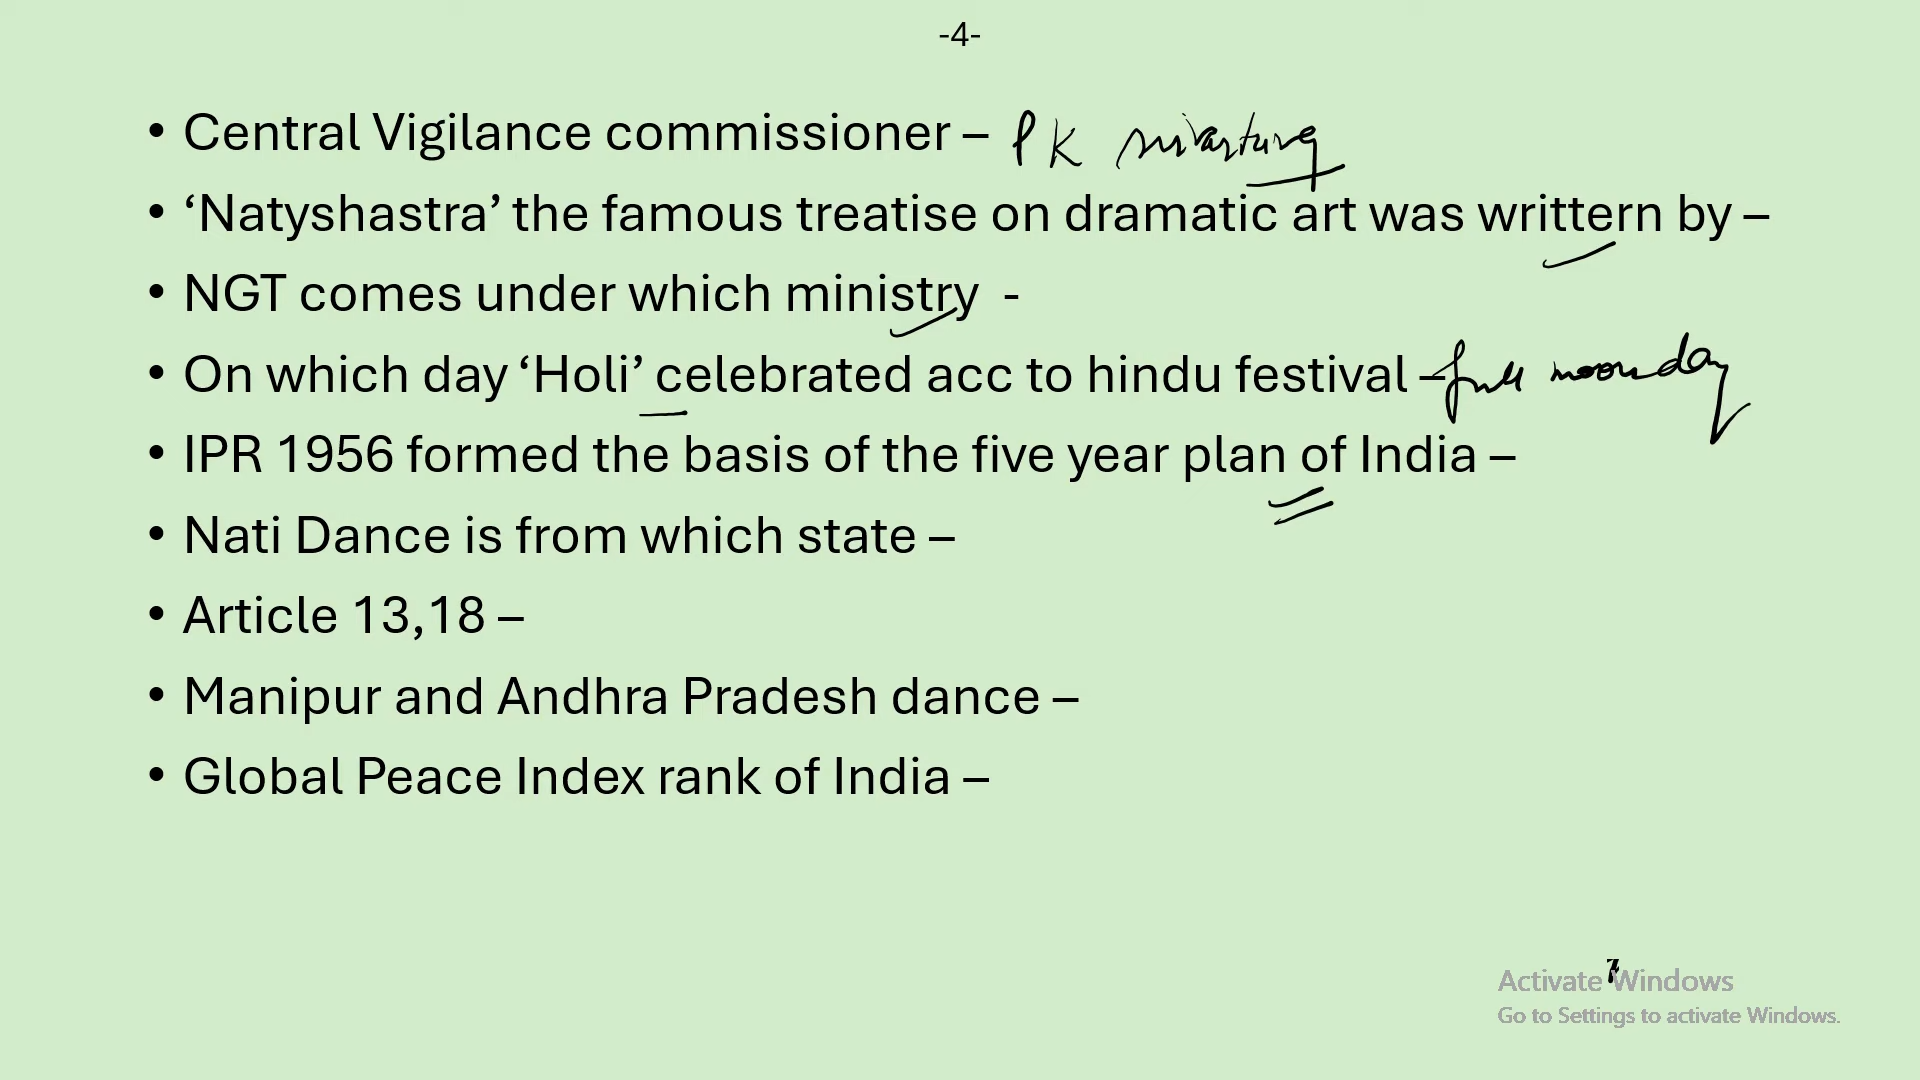 -4-
• Central Vigilance commissioner – PK
• ‘Natyshastra’ the famous treatise on dramatic art was writtern by –
• NGT comes under which ministry -
• On which day ‘Holi’ celebrated acc to hindu festival – full moon day
• IPR 1956 formed the basis of the five year plan of India –
• Nati Dance is from which state –
• Article 13,18 –
• Manipur and Andhra Pradesh dance –
• Global Peace Index rank of India –
Activate Windows
Go to Settings to activate Windows.